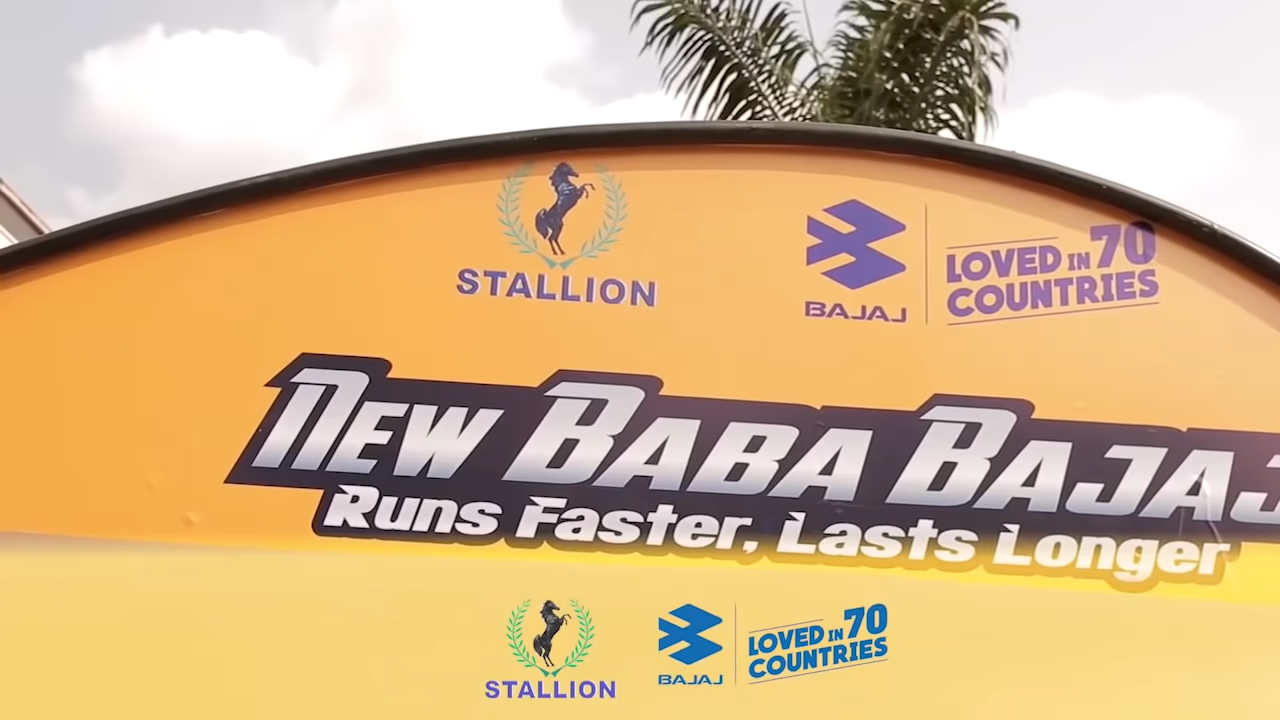 STALLION
BAJAJ
LOVED IN 70
COUNTRIES
NEW BABA BAJAJ
Runs Faster, Lasts Longer
STALLION
BAJAJ
LOVED IN 70
COUNTRIES